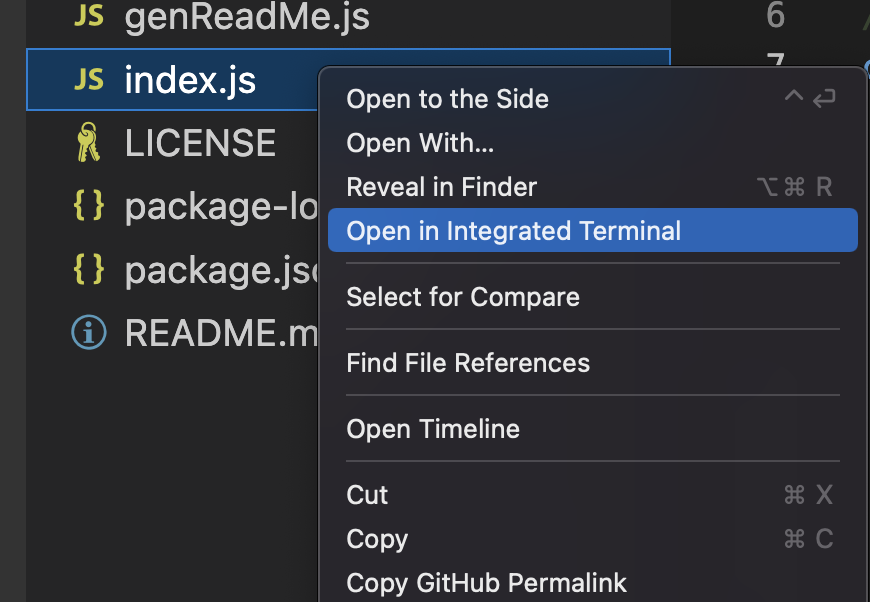 JS genReadMe.js
6
JS index.js
7
LICENSE
{ } package-lo
{ } package.jso
README.m
Open to the Side ^ ↩
Open With...
Reveal in Finder ⌥⌘ R
Open in Integrated Terminal
Select for Compare
Find File References
Open Timeline
Cut ⌘ X
Copy ⌘ C
Copy GitHub Permalink